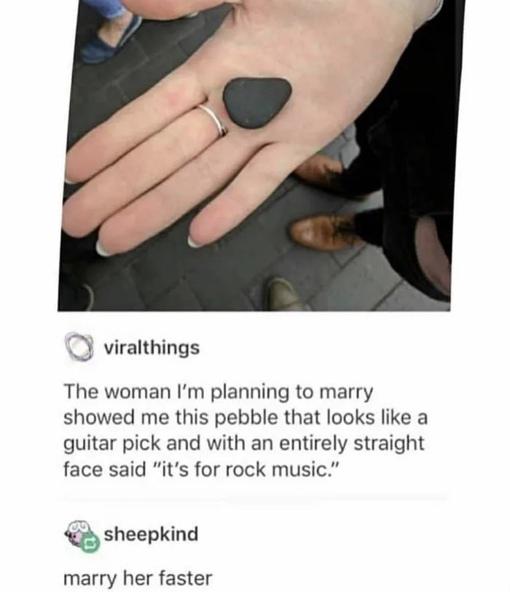 viralthings
The woman I'm planning to marry
showed me this pebble that looks like a
guitar pick and with an entirely straight
face said "it's for rock music."
sheepkind
marry her faster